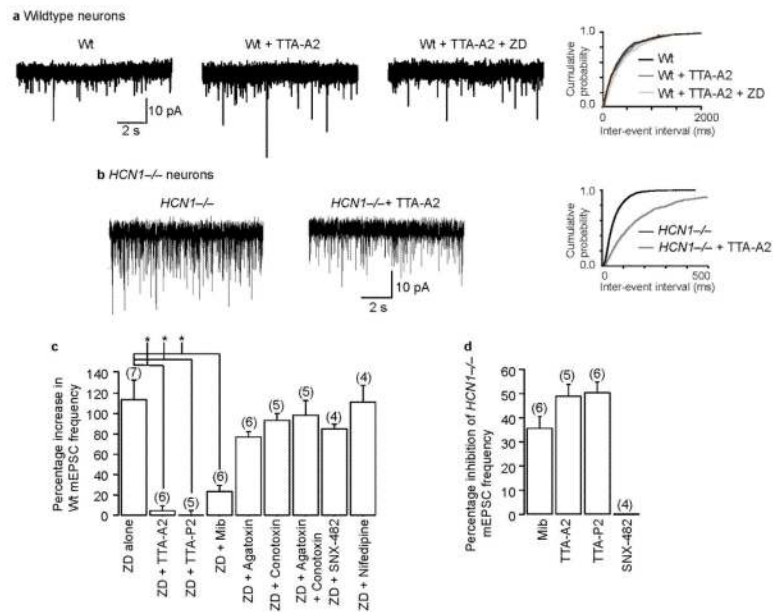 a Wildtype neurons
Wt
Wt + TTA-A2
Wt + TTA-A2 + ZD
10 pA
2 s
Cumulative
probability
1.0
0.0
Wt
Wt + TTA-A2
Wt + TTA-A2 + ZD
2000
Inter-event interval (ms)
b HCN1–/– neurons
HCN1–/–
HCN1–/–+ TTA-A2
10 pA
2 s
Cumulative
probability
1.0
0.0
HCN1–/–
HCN1–/– + TTA-A2
500
Inter-event interval (ms)
c
Percentage increase in
Wt mEPSC frequency
140
120
100
80
60
40
20
0
* * *
(7)
(6)
(5)
(6)
(6)
(5)
(5)
(4)
(4)
ZD alone
ZD + TTA-A2
ZD + TTA-P2
ZD + Mib
ZD + Agatoxin
ZD + Conotoxin
ZD + Agatoxin
+ Conotoxin
ZD + SNX-482
ZD + Nifedipine
d
Percentage inhibition of HCN1–/–
mEPSC frequency
60
50
40
30
20
10
0
(6)
(5)
(6)
(4)
Mib
TTA-A2
TTA-P2
SNX-482